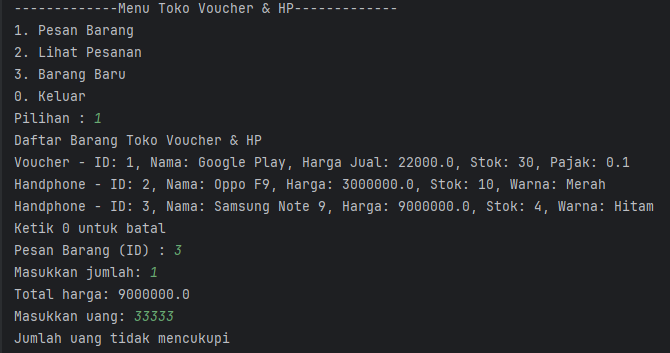 -------------Menu Toko Voucher & HP-------------
1. Pesan Barang
2. Lihat Pesanan
3. Barang Baru
0. Keluar
Pilihan : 1
Daftar Barang Toko Voucher & HP
Voucher - ID: 1, Nama: Google Play, Harga Jual: 22000.0, Stok: 30, Pajak: 0.1
Handphone - ID: 2, Nama: Oppo F9, Harga: 3000000.0, Stok: 10, Warna: Merah
Handphone - ID: 3, Nama: Samsung Note 9, Harga: 9000000.0, Stok: 4, Warna: Hitam
Ketik 0 untuk batal
Pesan Barang (ID) : 3
Masukkan jumlah: 1
Total harga: 9000000.0
Masukkan uang: 33333
Jumlah uang tidak mencukupi